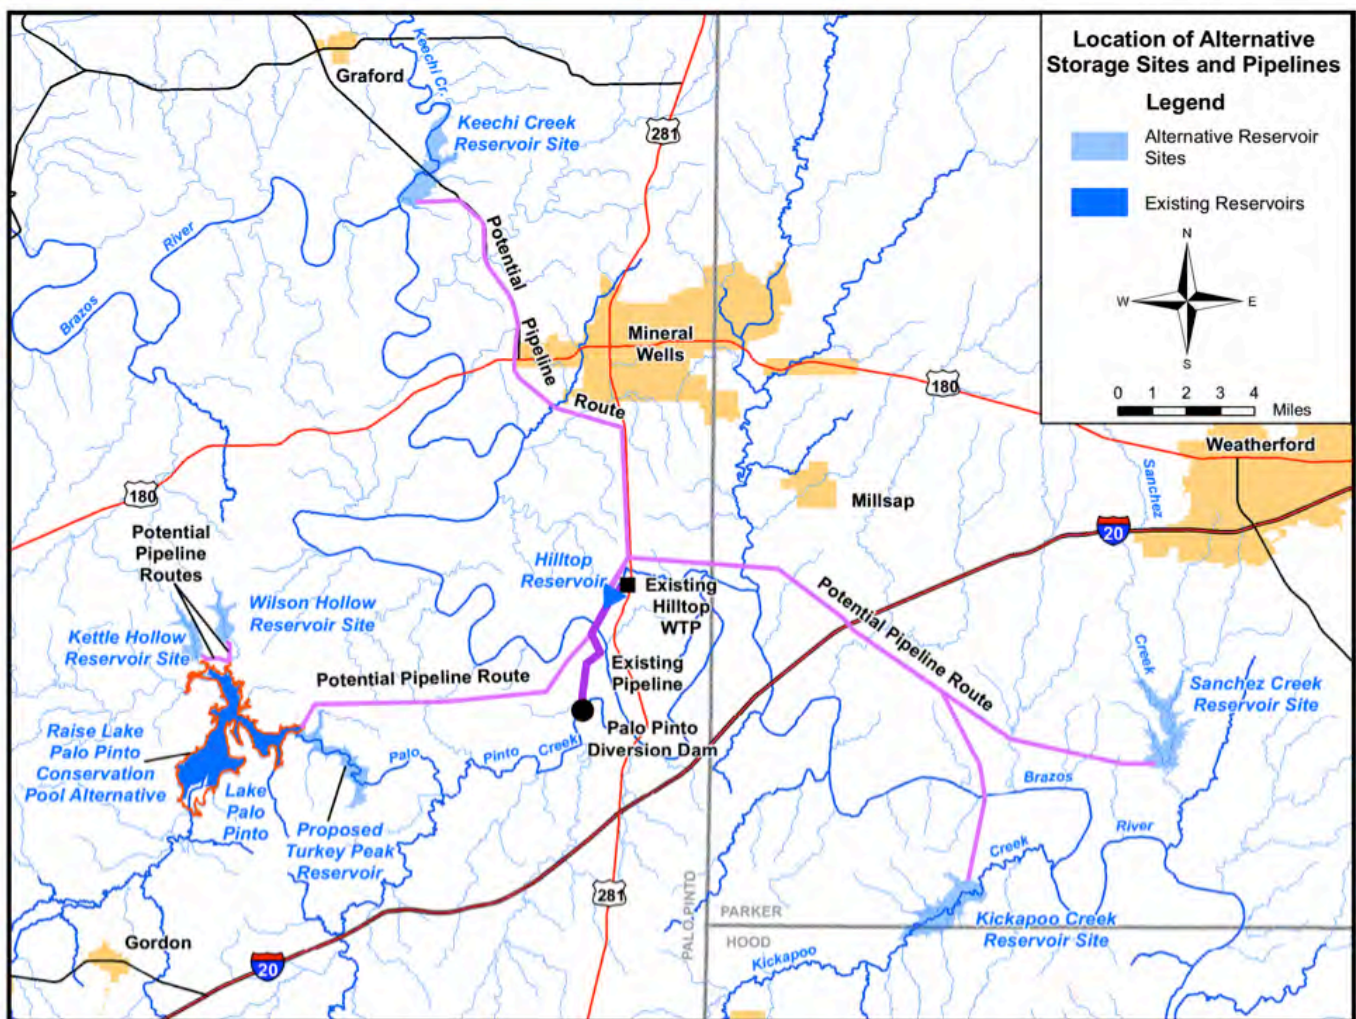 Location of Alternative
Storage Sites and Pipelines
Legend
Alternative Reservoir
Sites
Existing Reservoirs
N
W
E
S
0 1 2 3 4 Miles
Graford
Keechi Cr.
Keechi Creek
Reservoir Site
281
River
Brazos
Potential
Pipeline
Route
Mineral
Wells
180
Weatherford
Sanchez
Millsap
180
20
Potential
Pipeline
Routes
Hilltop
Reservoir
Existing
Hilltop
WTP
Wilson Hollow
Reservoir Site
Kettle Hollow
Reservoir Site
Potential Pipeline Route
Potential Pipeline Route
Existing
Pipeline
Creek
Sanchez Creek
Reservoir Site
Raise Lake
Palo Pinto
Conservation
Pool Alternative
Palo Pinto
Diversion Dam
Palo
Pinto
Creek
Lake
Palo
Pinto
Proposed
Turkey Peak
Reservoir
Brazos
River
Creek
281
PALO PINTO
PARKER
HOOD
Kickapoo Creek
Reservoir Site
Kickapoo
Gordon
20